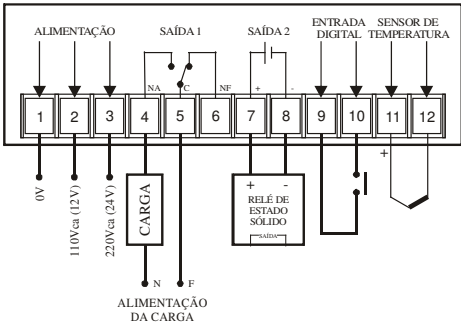 ALIMENTAÇÃO
SAÍDA 1
SAÍDA 2
ENTRADA
DIGITAL
SENSOR DE
TEMPERATURA
NA
C
NF
+
-
1
2
3
4
5
6
7
8
9
10
11
12
+
0V
110Vca (12V)
220Vca (24V)
CARGA
+
-
RELÉ DE
ESTADO
SÓLIDO
SAÍDA
N
F
ALIMENTAÇÃO
DA CARGA